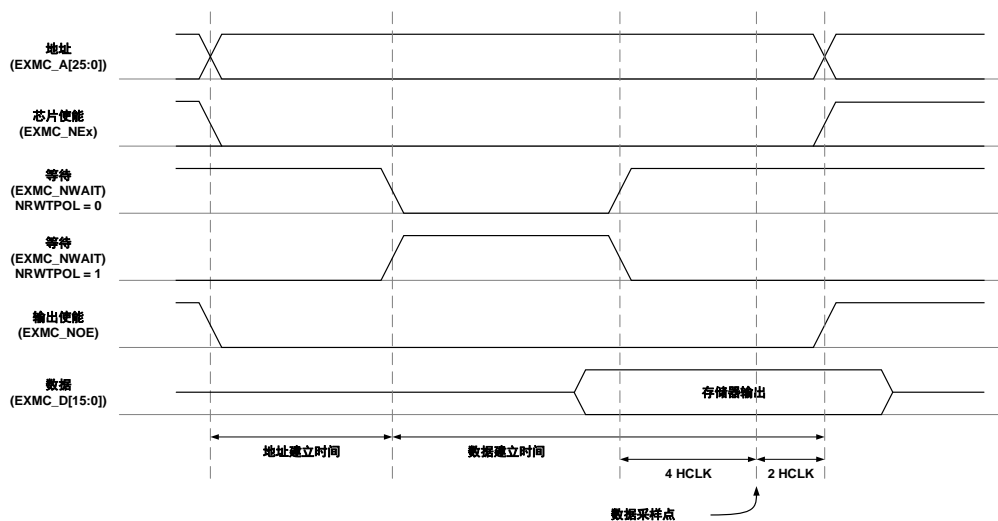 地址
(EXMC_A[25:0])
芯片使能
(EXMC_NEx)
等待
(EXMC_NWAIT)
NRWTPOL = 0
等待
(EXMC_NWAIT)
NRWTPOL = 1
输出使能
(EXMC_NOE)
数据
(EXMC_D[15:0])
存储器输出
地址建立时间
数据建立时间
4 HCLK
2 HCLK
数据采样点